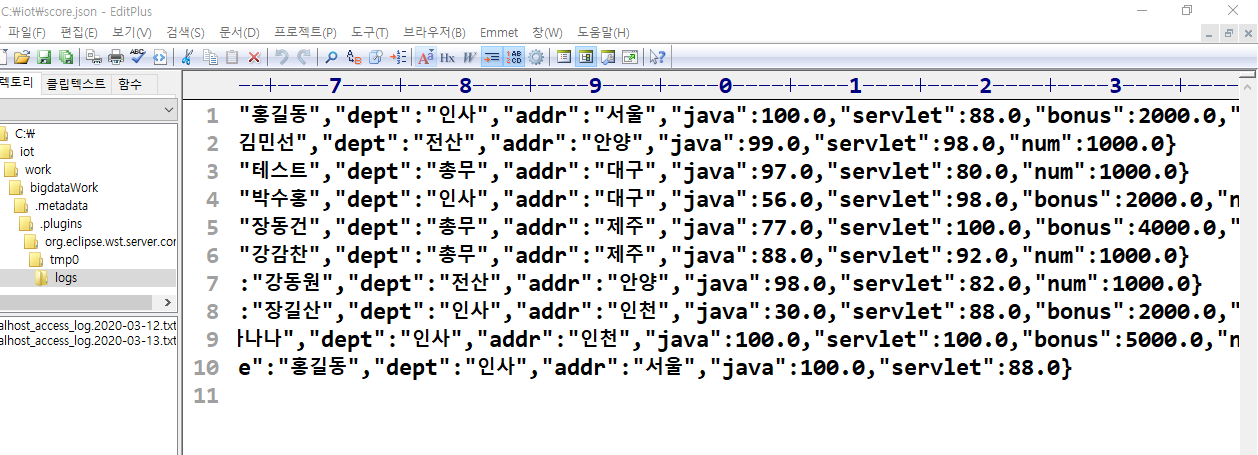 C:\iot\score.json - EditPlus
파일(F) 편집(E) 보기(V) 검색(S) 문서(D) 프로젝트(P) 도구(T) 브라우저(B) Emmet 창(W) 도움말(H)
렉토리 클립텍스트 함수
C:\
iot
work
bigdataWork
.metadata
.plugins
org.eclipse.wst.server.cor
tmp0
logs
alhost_access_log.2020-03-12.txt
alhost_access_log.2020-03-13.txt
--+----7----+----8----+----9----+----0----+----1----+----2----+----3----+----
1 "홍길동","dept":"인사","addr":"서울","java":100.0,"servlet":88.0,"bonus":2000.0,"
2 김민선","dept":"전산","addr":"안양","java":99.0,"servlet":98.0,"num":1000.0}
3 "테스트","dept":"총무","addr":"대구","java":97.0,"servlet":80.0,"num":1000.0}
4 "박수홍","dept":"인사","addr":"대구","java":56.0,"servlet":98.0,"bonus":2000.0,"n
5 "장동건","dept":"총무","addr":"제주","java":77.0,"servlet":100.0,"bonus":4000.0,"
6 "강감찬","dept":"총무","addr":"제주","java":88.0,"servlet":92.0,"num":1000.0}
7 :"강동원","dept":"전산","addr":"안양","java":98.0,"servlet":82.0,"num":1000.0}
8 :"장길산","dept":"인사","addr":"인천","java":30.0,"servlet":88.0,"bonus":2000.0,"
9 나나","dept":"인사","addr":"인천","java":100.0,"servlet":100.0,"bonus":5000.0,"n
10 e":"홍길동","dept":"인사","addr":"서울","java":100.0,"servlet":88.0}
11